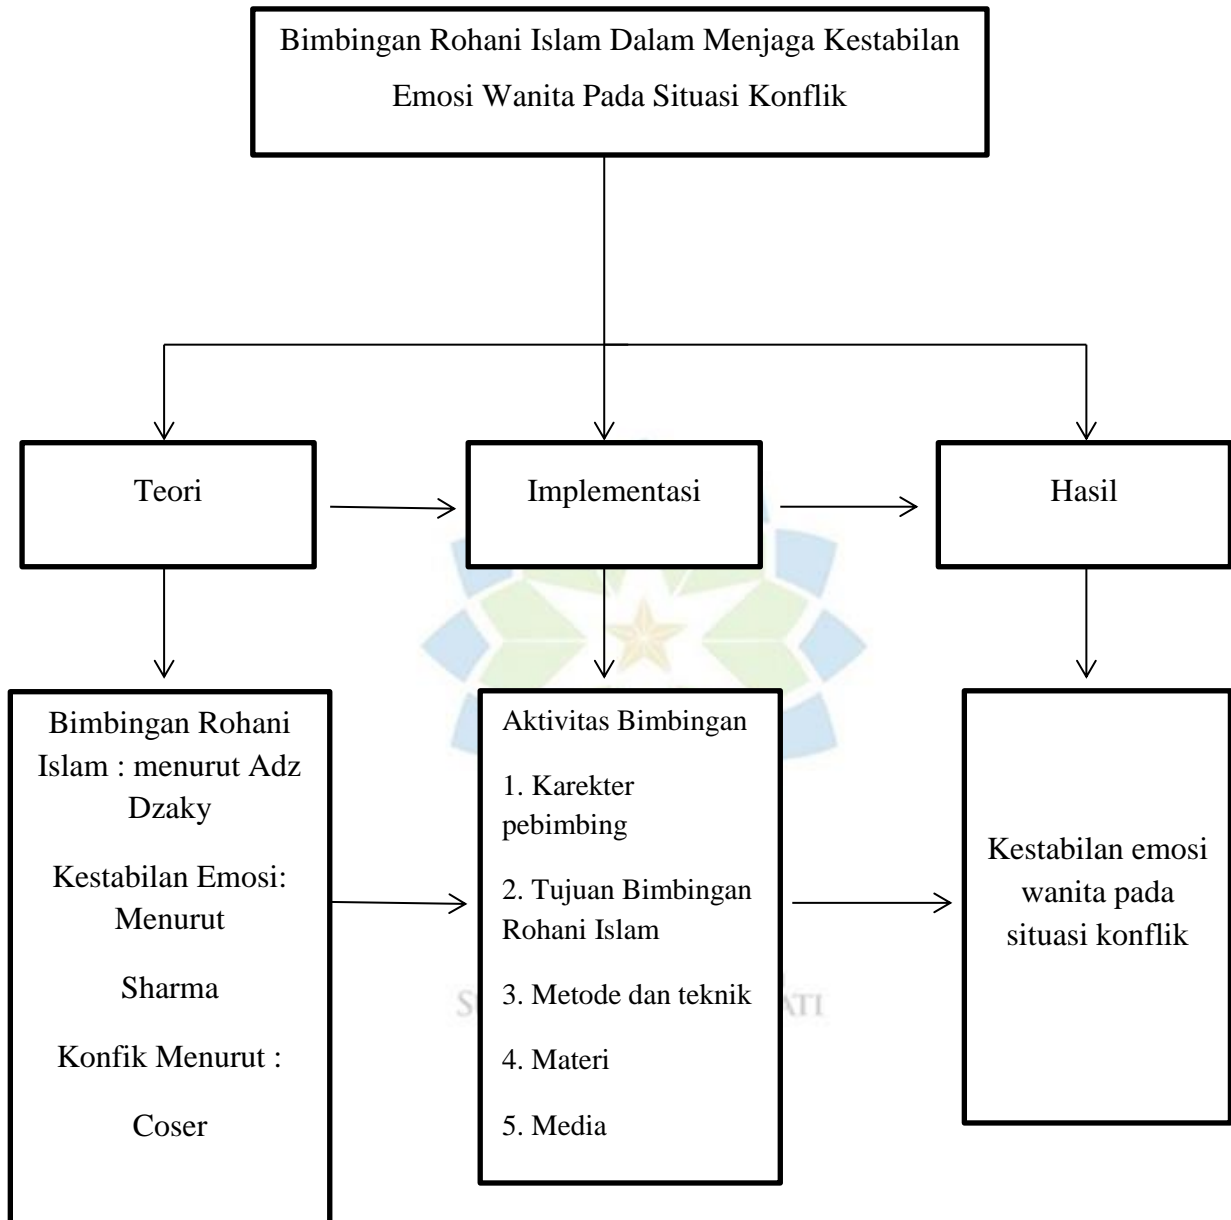 Bimbingan Rohani Islam Dalam Menjaga Kestabilan
Emosi Wanita Pada Situasi Konflik
Teori
Implementasi
Hasil
Bimbingan Rohani
Islam : menurut Adz
Dzaky
Kestabilan Emosi:
Menurut
Sharma
Konfik Menurut :
Coser
Aktivitas Bimbingan
1. Karekter
pebimbing
2. Tujuan Bimbingan
Rohani Islam
3. Metode dan teknik
4. Materi
5. Media
Kestabilan emosi
wanita pada
situasi konflik